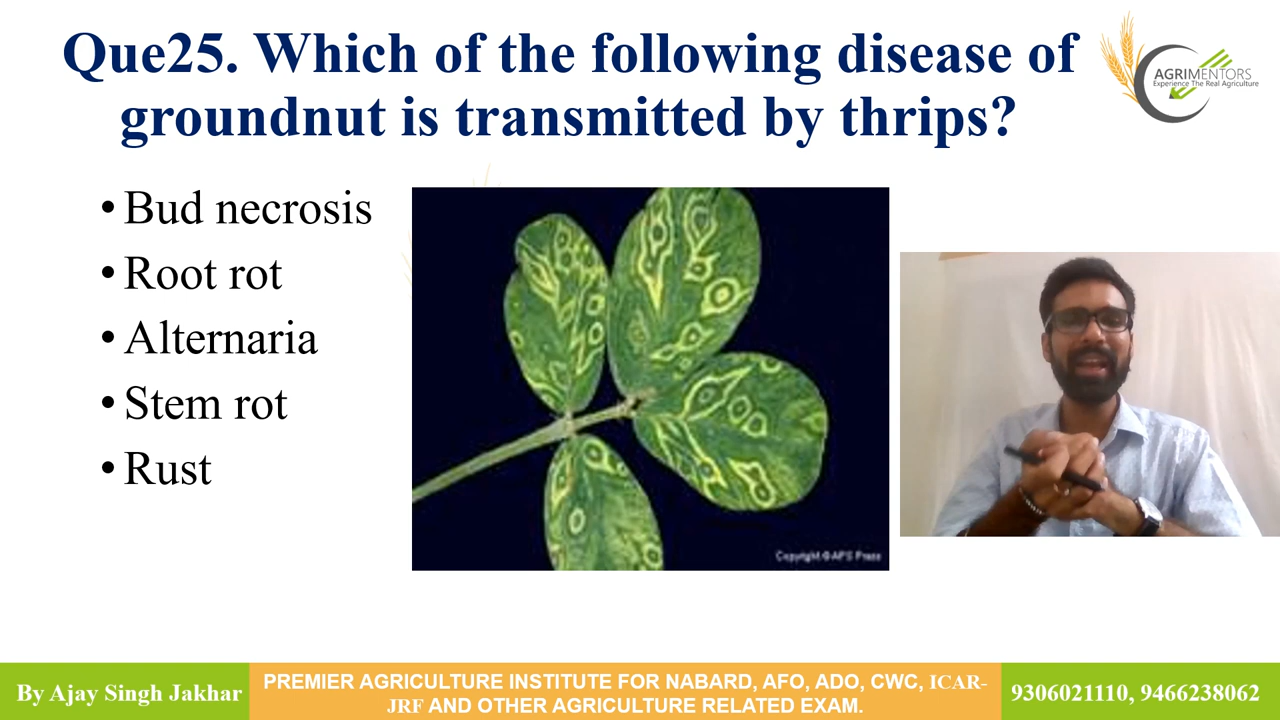 Que25. Which of the following disease of
groundnut is transmitted by thrips?
AGRIMENTORS
Experience The Real Agriculture
• Bud necrosis
• Root rot
• Alternaria
• Stem rot
• Rust
Copyright © APS Press
By Ajay Singh Jakhar
PREMIER AGRICULTURE INSTITUTE FOR NABARD, AFO, ADO, CWC, ICAR-
JRF AND OTHER AGRICULTURE RELATED EXAM.
9306021110, 9466238062